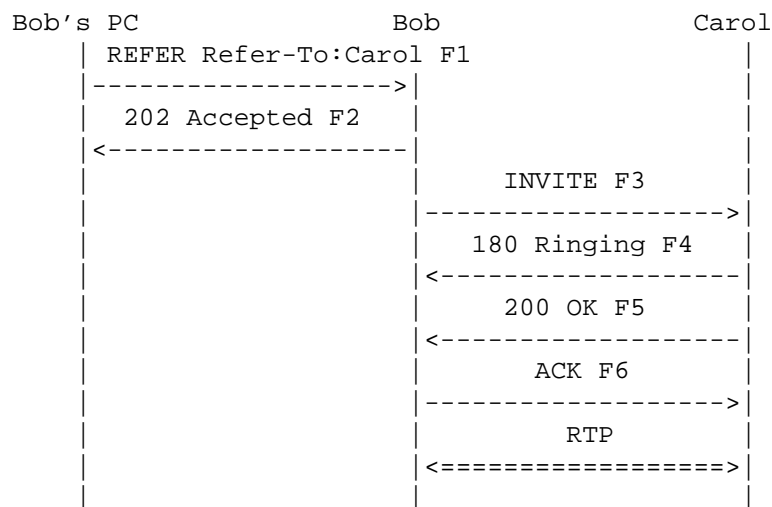 Bob's PC Bob Carol
REFER Refer-To:Carol F1
202 Accepted F2
INVITE F3
180 Ringing F4
200 OK F5
ACK F6
RTP